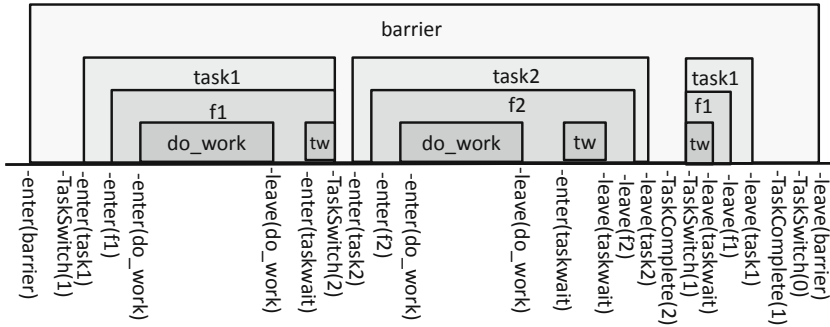 barrier
task1
task2
task1
f1
f2
f1
do_work
tw
do_work
tw
tw
-enter(barrier)
-TaskSwitch(1)
-enter(task1)
-enter(f1)
-enter(do_work)
-leave(do_work)
-enter(taskwait)
-TaskSwitch(2)
-enter(task2)
-enter(f2)
-enter(do_work)
-leave(do_work)
-enter(taskwait)
-leave(taskwait)
-leave(f2)
-leave(task2)
-TaskComplete(2)
-TaskSwitch(1)
-leave(taskwait)
-leave(f1)
-leave(task1)
-TaskComplete(1)
-TaskSwitch(0)
-leave(barrier)